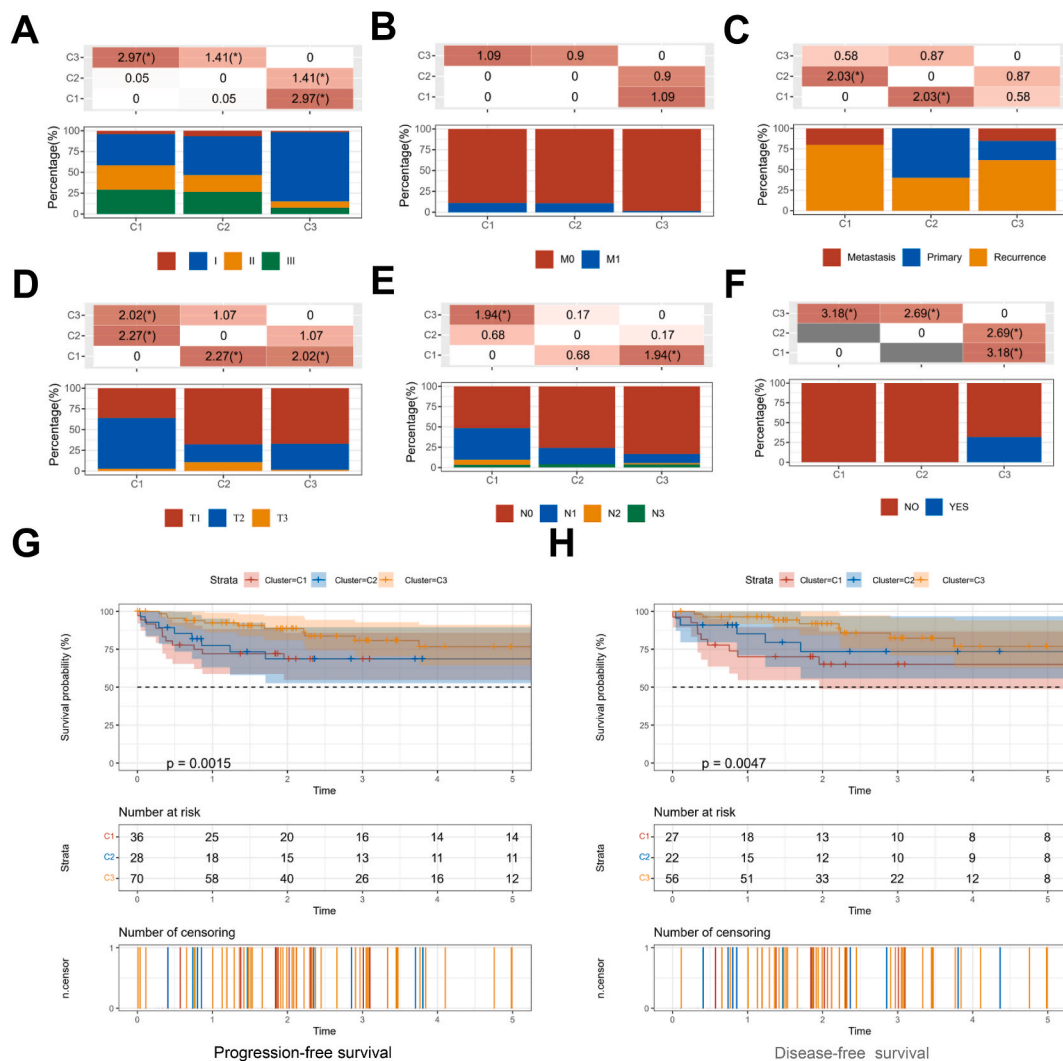 A
C3 2.97(*) 1.41(*) 0
C2 0.05 0 1.41(*)
C1 0 0.05 2.97(*)
Percentage(%)
100
75
50
25
0
C1 C2 C3
I II III
B
C3 1.09 0.9 0
C2 0 0 0.9
C1 0 0 1.09
Percentage(%)
100
75
50
25
0
C1 C2 C3
M0 M1
C
C3 0.58 0.87 0
C2 2.03(*) 0 0.87
C1 0 2.03(*) 0.58
Percentage(%)
100
75
50
25
0
C1 C2 C3
Metastasis Primary Recurrence
D
C3 2.02(*) 1.07 0
C2 2.27(*) 0 1.07
C1 0 2.27(*) 2.02(*)
Percentage(%)
100
75
50
25
0
C1 C2 C3
T1 T2 T3
E
C3 1.94(*) 0.17 0
C2 0.68 0 0.17
C1 0 0.68 1.94(*)
Percentage(%)
100
75
50
25
0
C1 C2 C3
N0 N1 N2 N3
F
C3 3.18(*) 2.69(*) 0
C2 0 2.69(*)
C1 0 3.18(*)
Percentage(%)
100
75
50
25
0
C1 C2 C3
NO YES
G
Strata Cluster=C1 Cluster=C2 Cluster=C3
Survival probability (%)
100
75
50
25
0
p = 0.0015
0 1 2 3 4 5
Time
Number at risk
Strata
C1 36 25 20 16 14 14
C2 28 18 15 13 11 11
C3 70 58 40 26 16 12
0 1 2 3 4 5
Time
Number of censoring
n.censor
1
0
0 1 2 3 4 5
Time
Progression-free survival
H
Strata Cluster=C1 Cluster=C2 Cluster=C3
Survival probability (%)
100
75
50
25
0
p = 0.0047
0 1 2 3 4 5
Time
Number at risk
Strata
C1 27 18 13 10 8 8
C2 22 15 12 10 9 8
C3 56 51 33 22 12 8
0 1 2 3 4 5
Time
Number of censoring
n.censor
1
0
0 1 2 3 4 5
Time
Disease-free survival